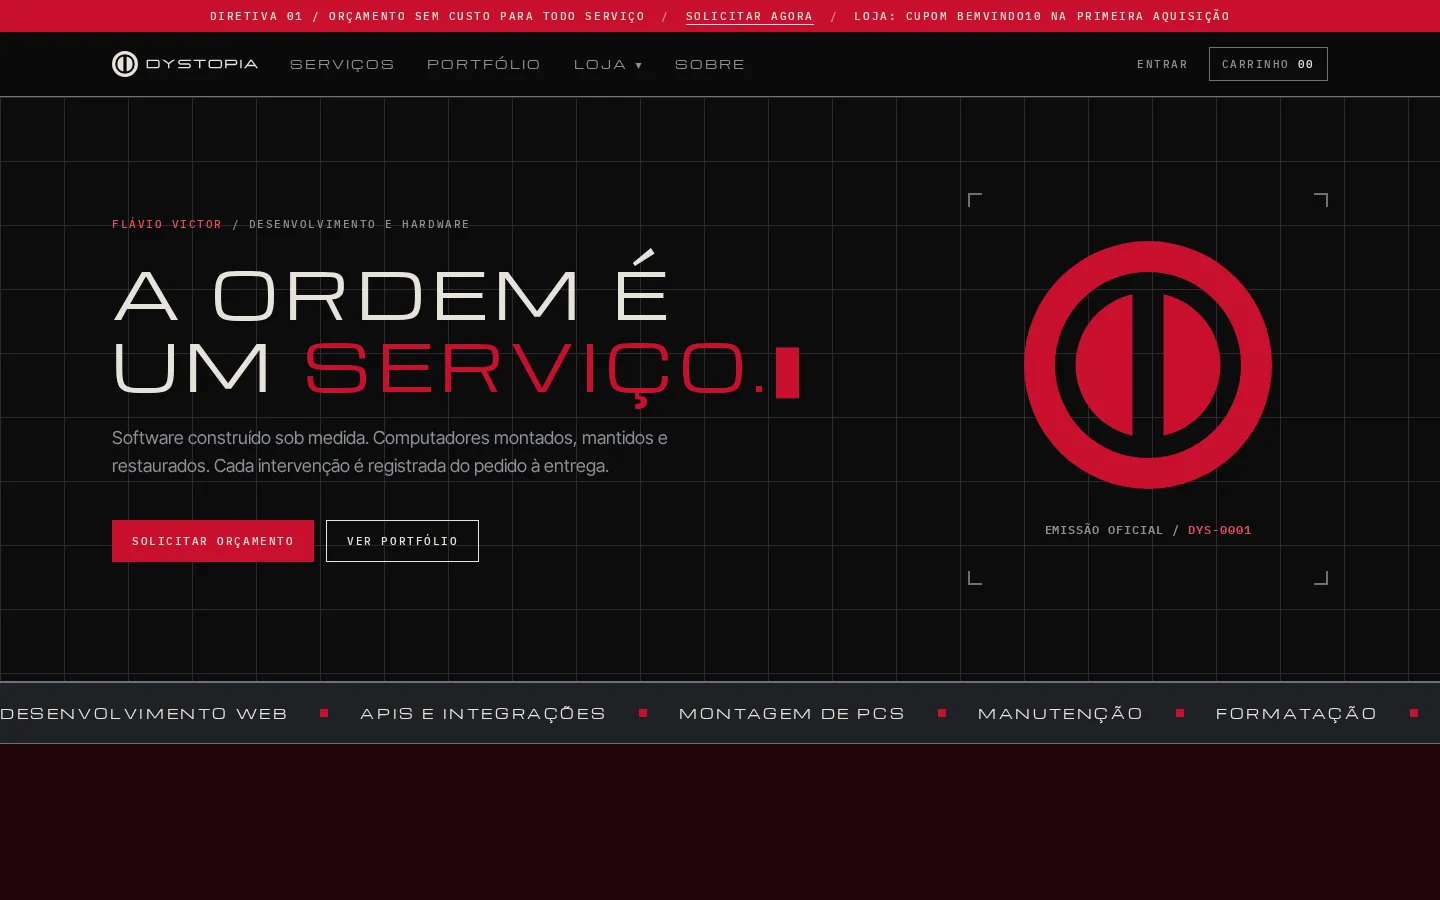 DIRETIVA 01 / ORÇAMENTO SEM CUSTO PARA TODO SERVIÇO / SOLICITAR AGORA / LOJA: CUPOM BEMVINDO10 NA PRIMEIRA AQUISIÇÃO
DYSTOPIA SERVIÇOS PORTFÓLIO LOJA ▾ SOBRE ENTRAR CARRINHO 00
FLÁVIO VICTOR / DESENVOLVIMENTO E HARDWARE
A ORDEM É
UM SERVIÇO.
Software construído sob medida. Computadores montados, mantidos e
restaurados. Cada intervenção é registrada do pedido à entrega.
SOLICITAR ORÇAMENTO VER PORTFÓLIO
EMISSÃO OFICIAL / DYS-0001
DESENVOLVIMENTO WEB APIS E INTEGRAÇÕES MONTAGEM DE PCS MANUTENÇÃO FORMATAÇÃO